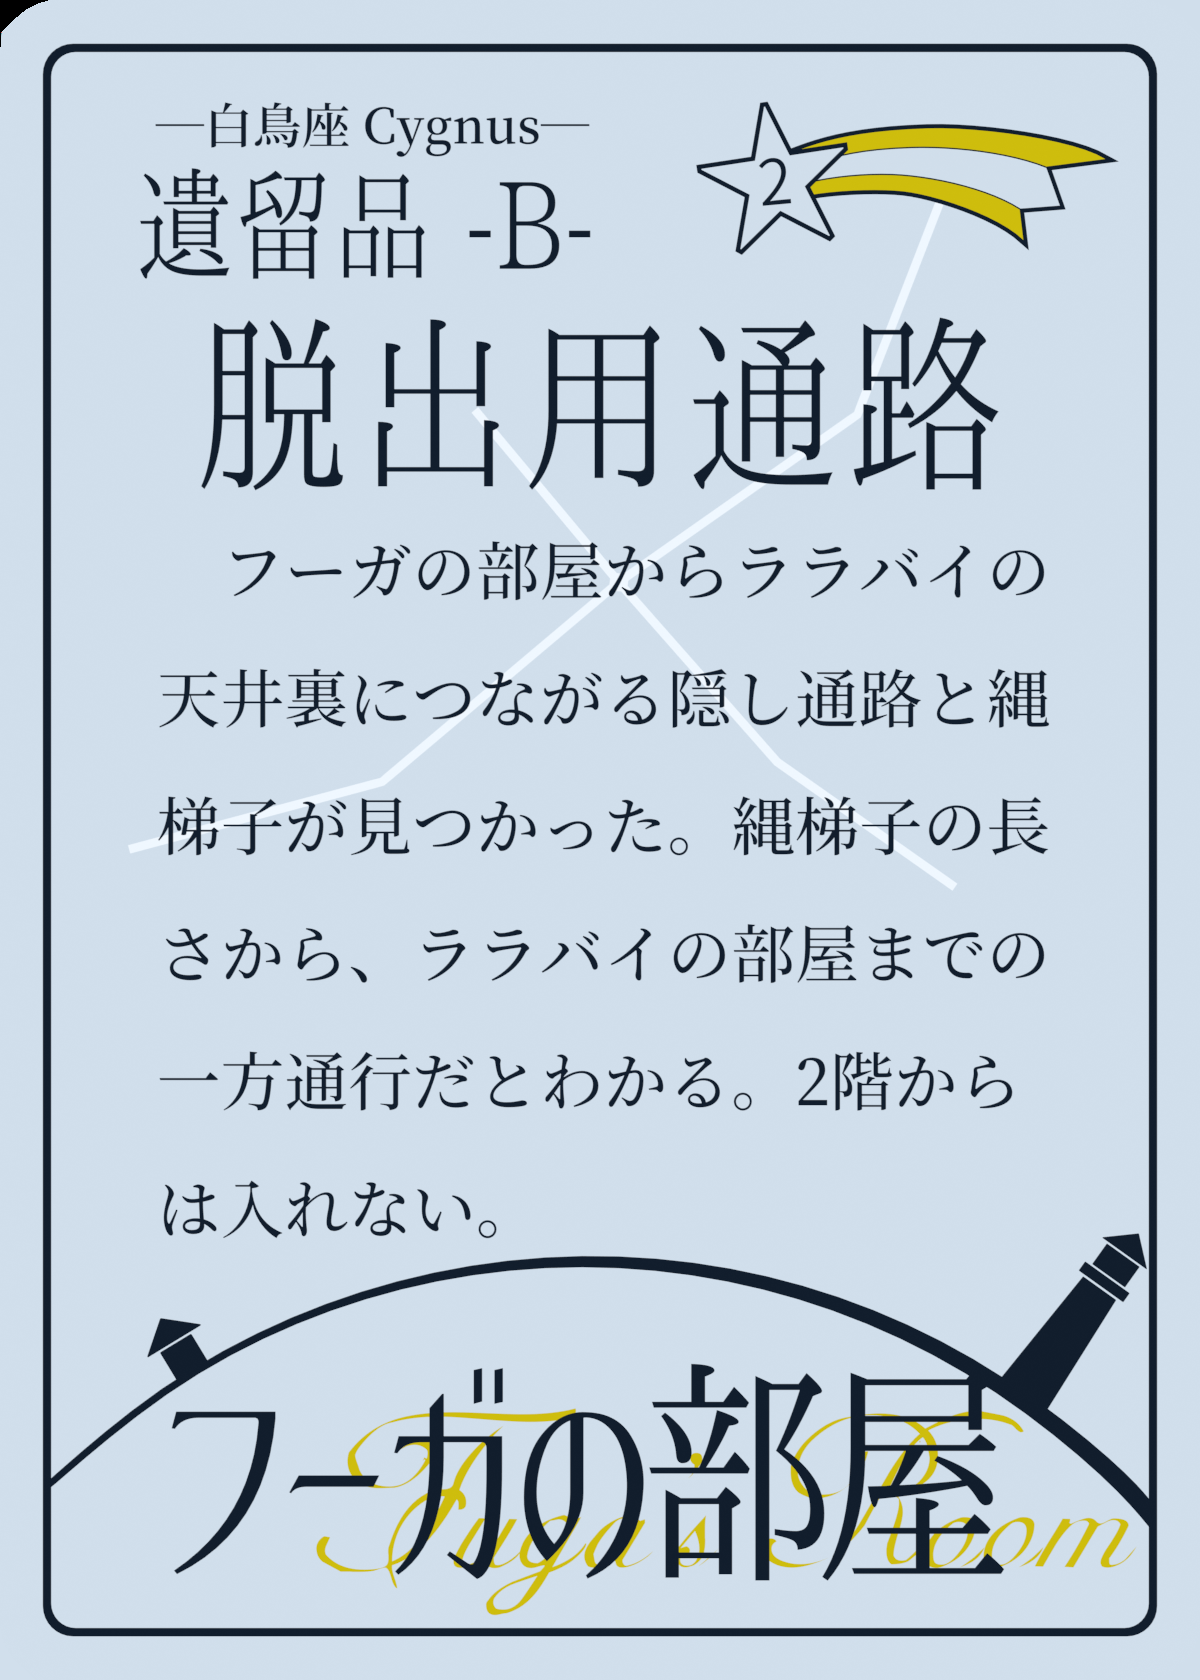 ―白鳥座 Cygnus―
遺留品 -B-
2
脱出用通路
フーガの部屋からララバイの
天井裏につながる隠し通路と縄
梯子が見つかった。縄梯子の長
さから、ララバイの部屋までの
一方通行だとわかる。2階から
は入れない。
フーガの部屋
Fuga's Room